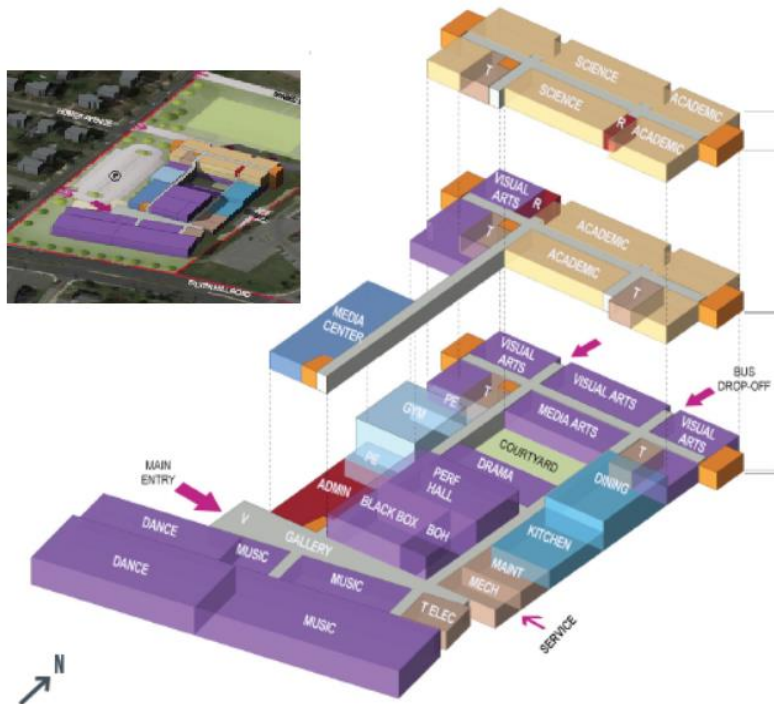 HOMER AVENUE
P
SCIENCE
ACADEMIC
T
SCIENCE
R
ACADEMIC
VISUAL
ARTS
R
T
ACADEMIC
ACADEMIC
T
MEDIA
CENTER
VISUAL
ARTS
BUS
DROP-OFF
PE
T
VISUAL ARTS
VISUAL
ARTS
GYM
MEDIA ARTS
COURTYARD
T
PE
DRAMA
DINING
MAIN
ENTRY
ADMIN
PERF
HALL
BLACK BOX
BOH
KITCHEN
V
GALLERY
DANCE
MUSIC
MAINT
DANCE
MUSIC
MECH
MUSIC
T ELEC
SERVICE
N